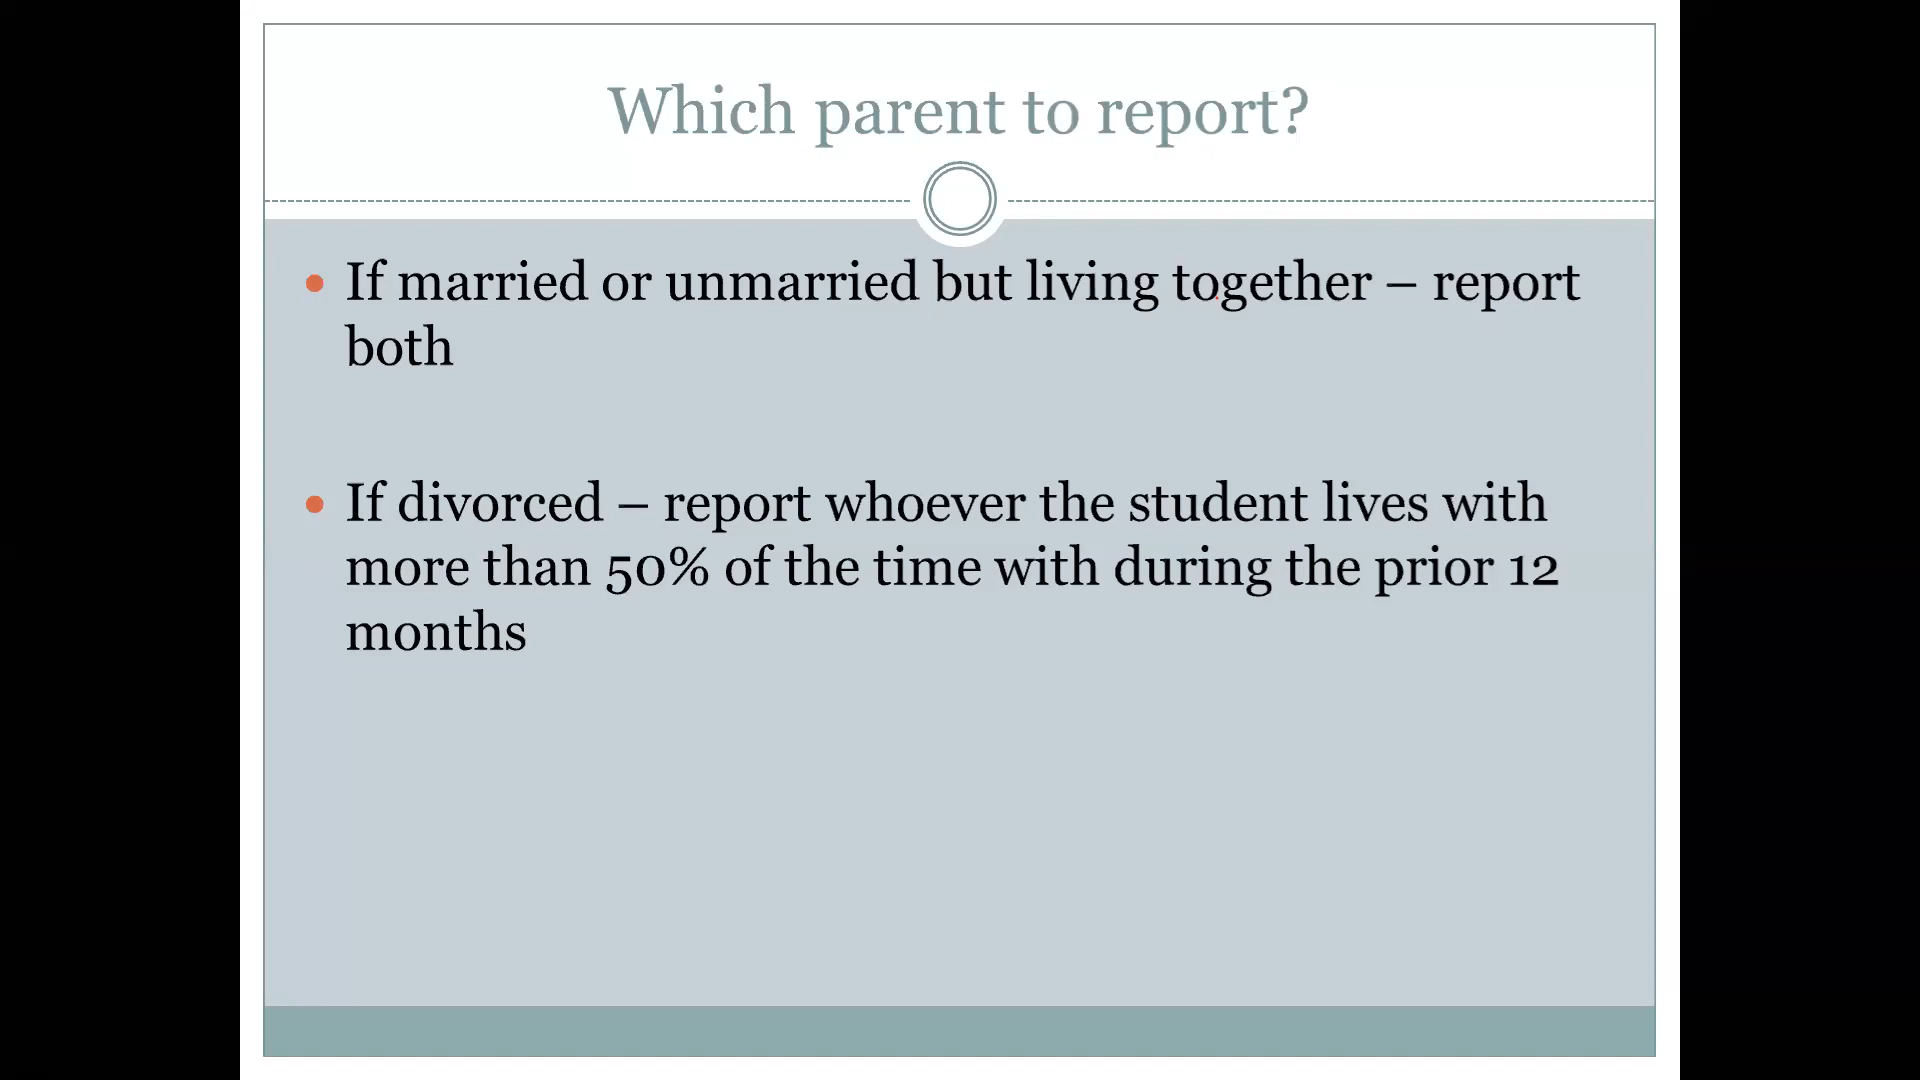 Which parent to report?
• If married or unmarried but living together – report
both
• If divorced – report whoever the student lives with
more than 50% of the time with during the prior 12
months